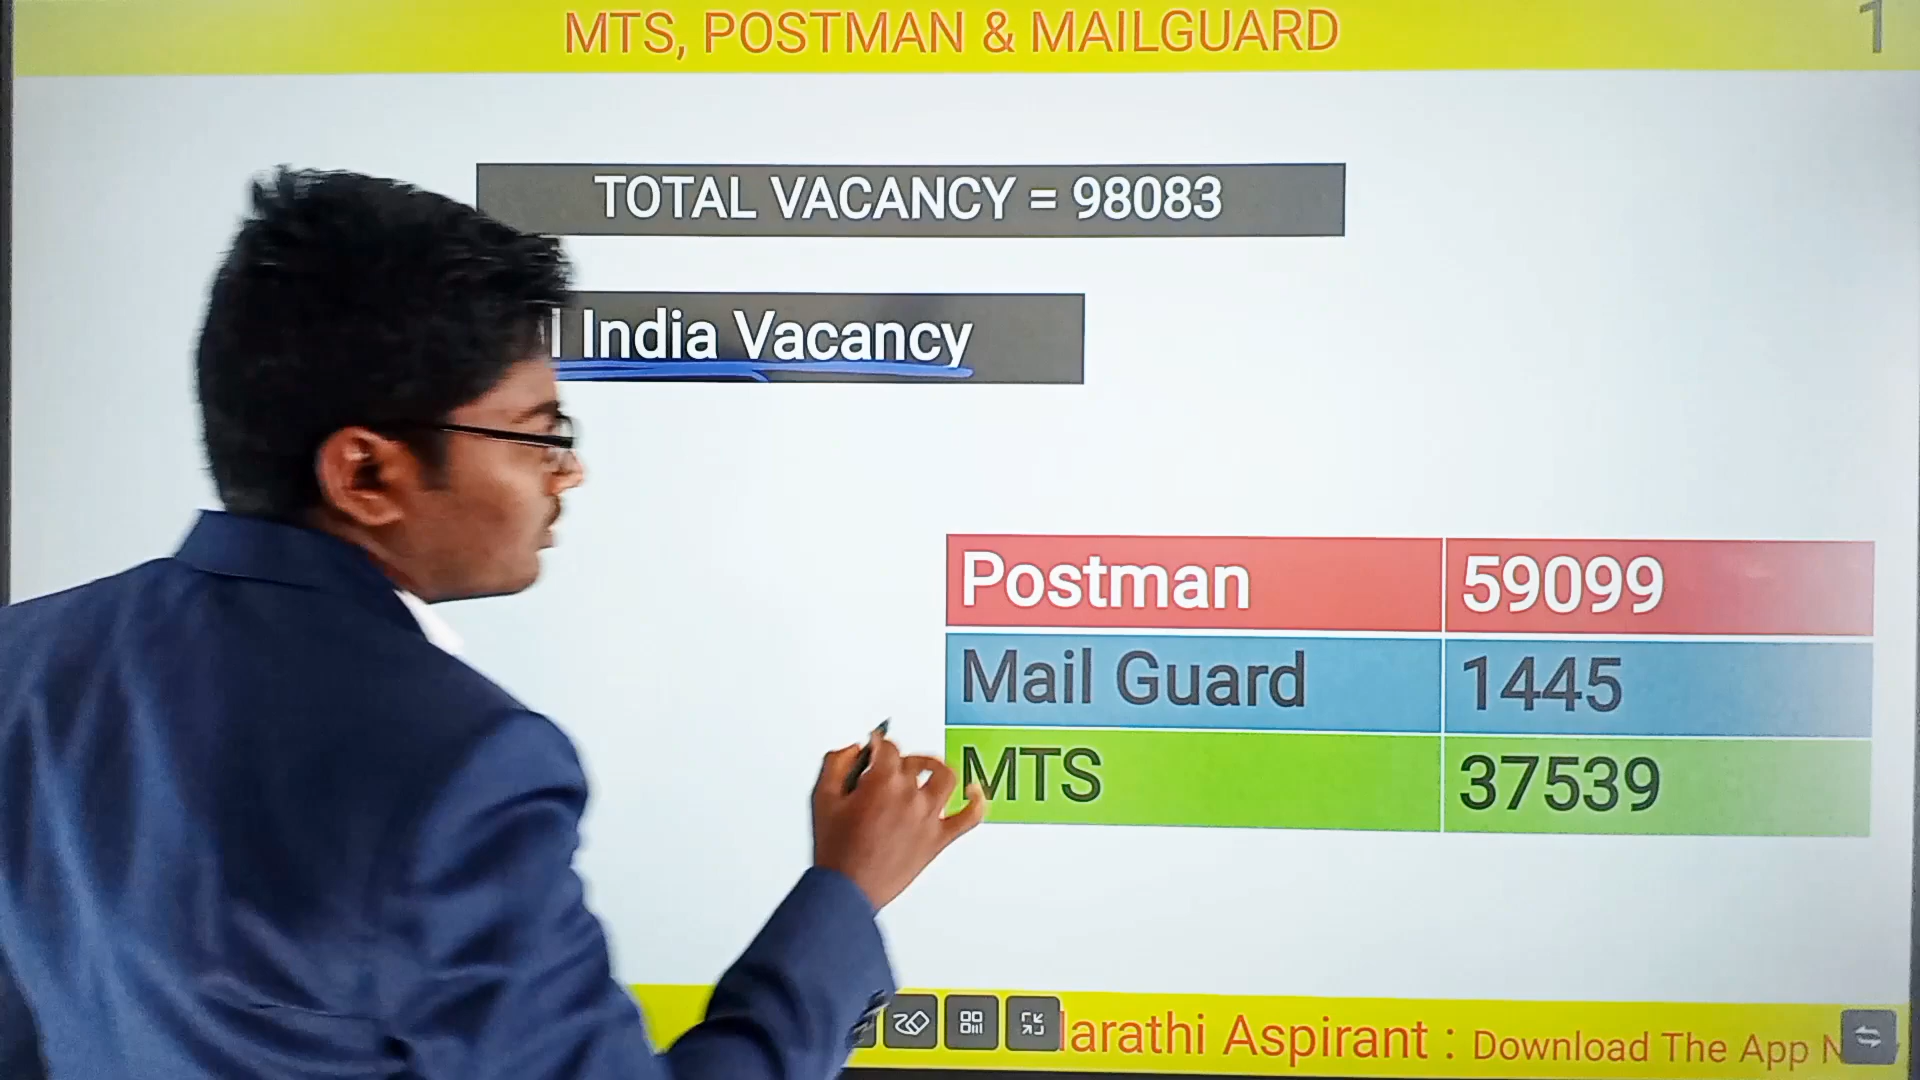 MTS, POSTMAN & MAILGUARD
1
TOTAL VACANCY = 98083
India Vacancy
Postman 59099
Mail Guard 1445
MTS 37539
Aspirant : Download The App